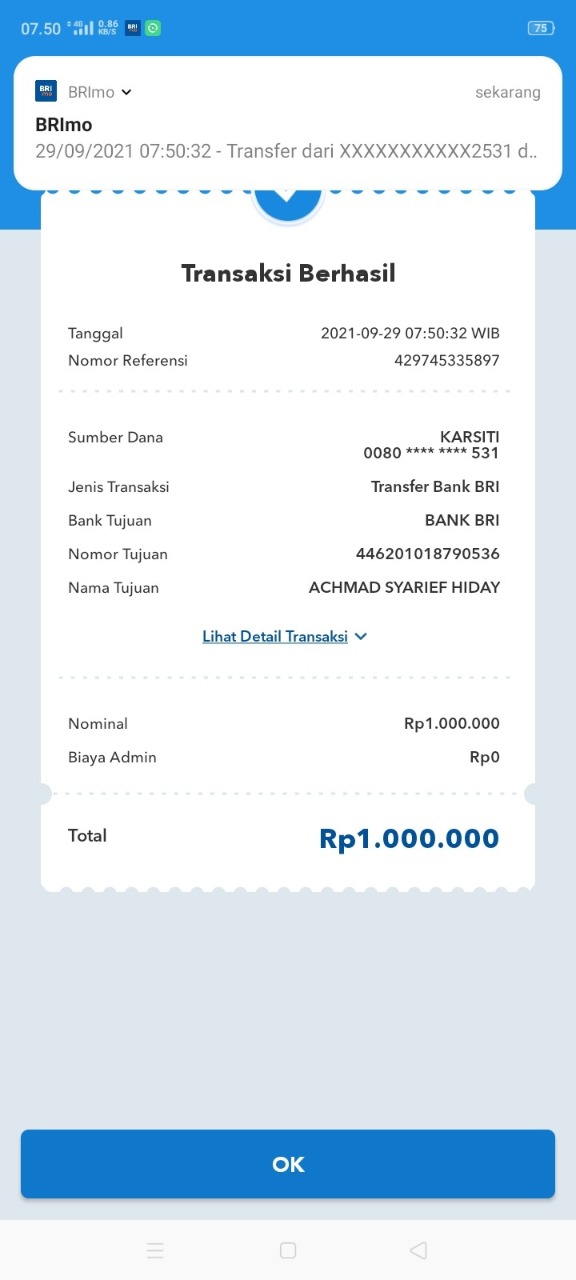 07.50 4G 0.86 KB/S BRI 75
BRI mo BRImo sekarang
BRImo
29/09/2021 07:50:32 - Transfer dari XXXXXXXXXXX2531 d..
Transaksi Berhasil
Tanggal 2021-09-29 07:50:32 WIB
Nomor Referensi 429745335897
Sumber Dana KARSITI
0080 **** **** 531
Jenis Transaksi Transfer Bank BRI
Bank Tujuan BANK BRI
Nomor Tujuan 446201018790536
Nama Tujuan ACHMAD SYARIEF HIDAY
Lihat Detail Transaksi
Nominal Rp1.000.000
Biaya Admin Rp0
Total Rp1.000.000
OK